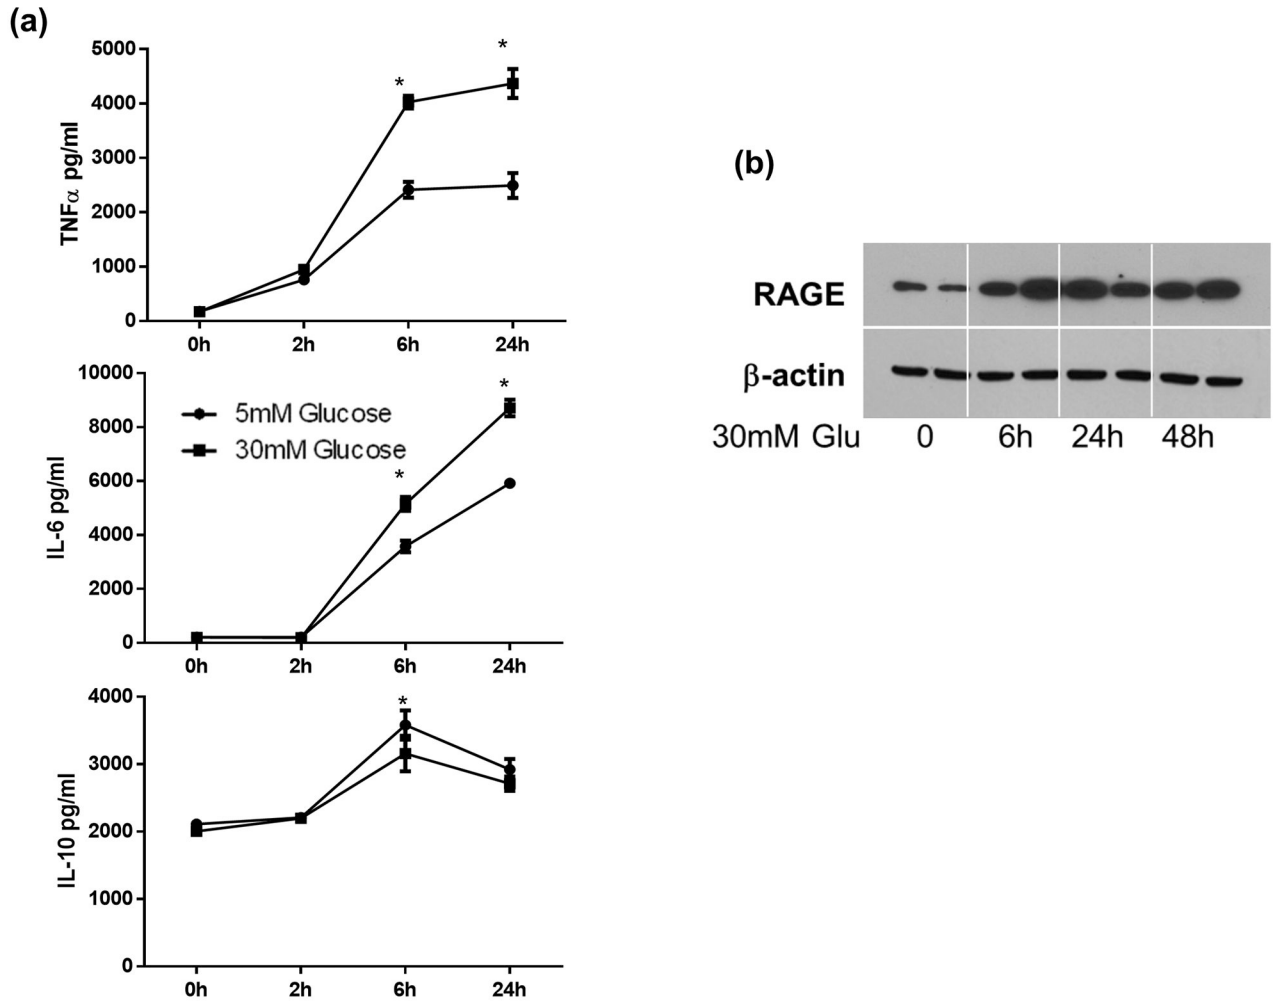 (a)
5000
4000
3000
2000
1000
0
TNFα pg/ml
*
*
0h 2h 6h 24h
10000
8000
6000
4000
2000
0
IL-6 pg/ml
5mM Glucose
30mM Glucose
*
*
0h 2h 6h 24h
4000
3000
2000
1000
0
IL-10 pg/ml
*
0h 2h 6h 24h
(b)
RAGE
β-actin
30mM Glu 0 6h 24h 48h